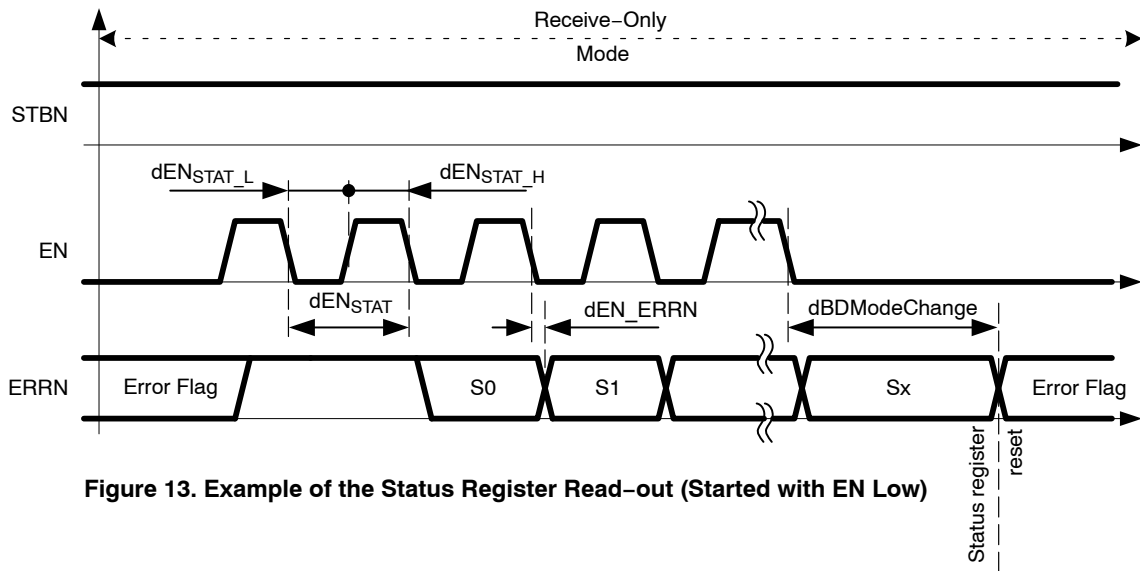 Receive−Only
Mode
STBN
dENSTAT_L
dENSTAT_H
EN
dENSTAT
dEN_ERRN
dBDModeChange
ERRN
Error Flag
S0
S1
Sx
Error Flag
Status register
reset
Figure 13. Example of the Status Register Read−out (Started with EN Low)